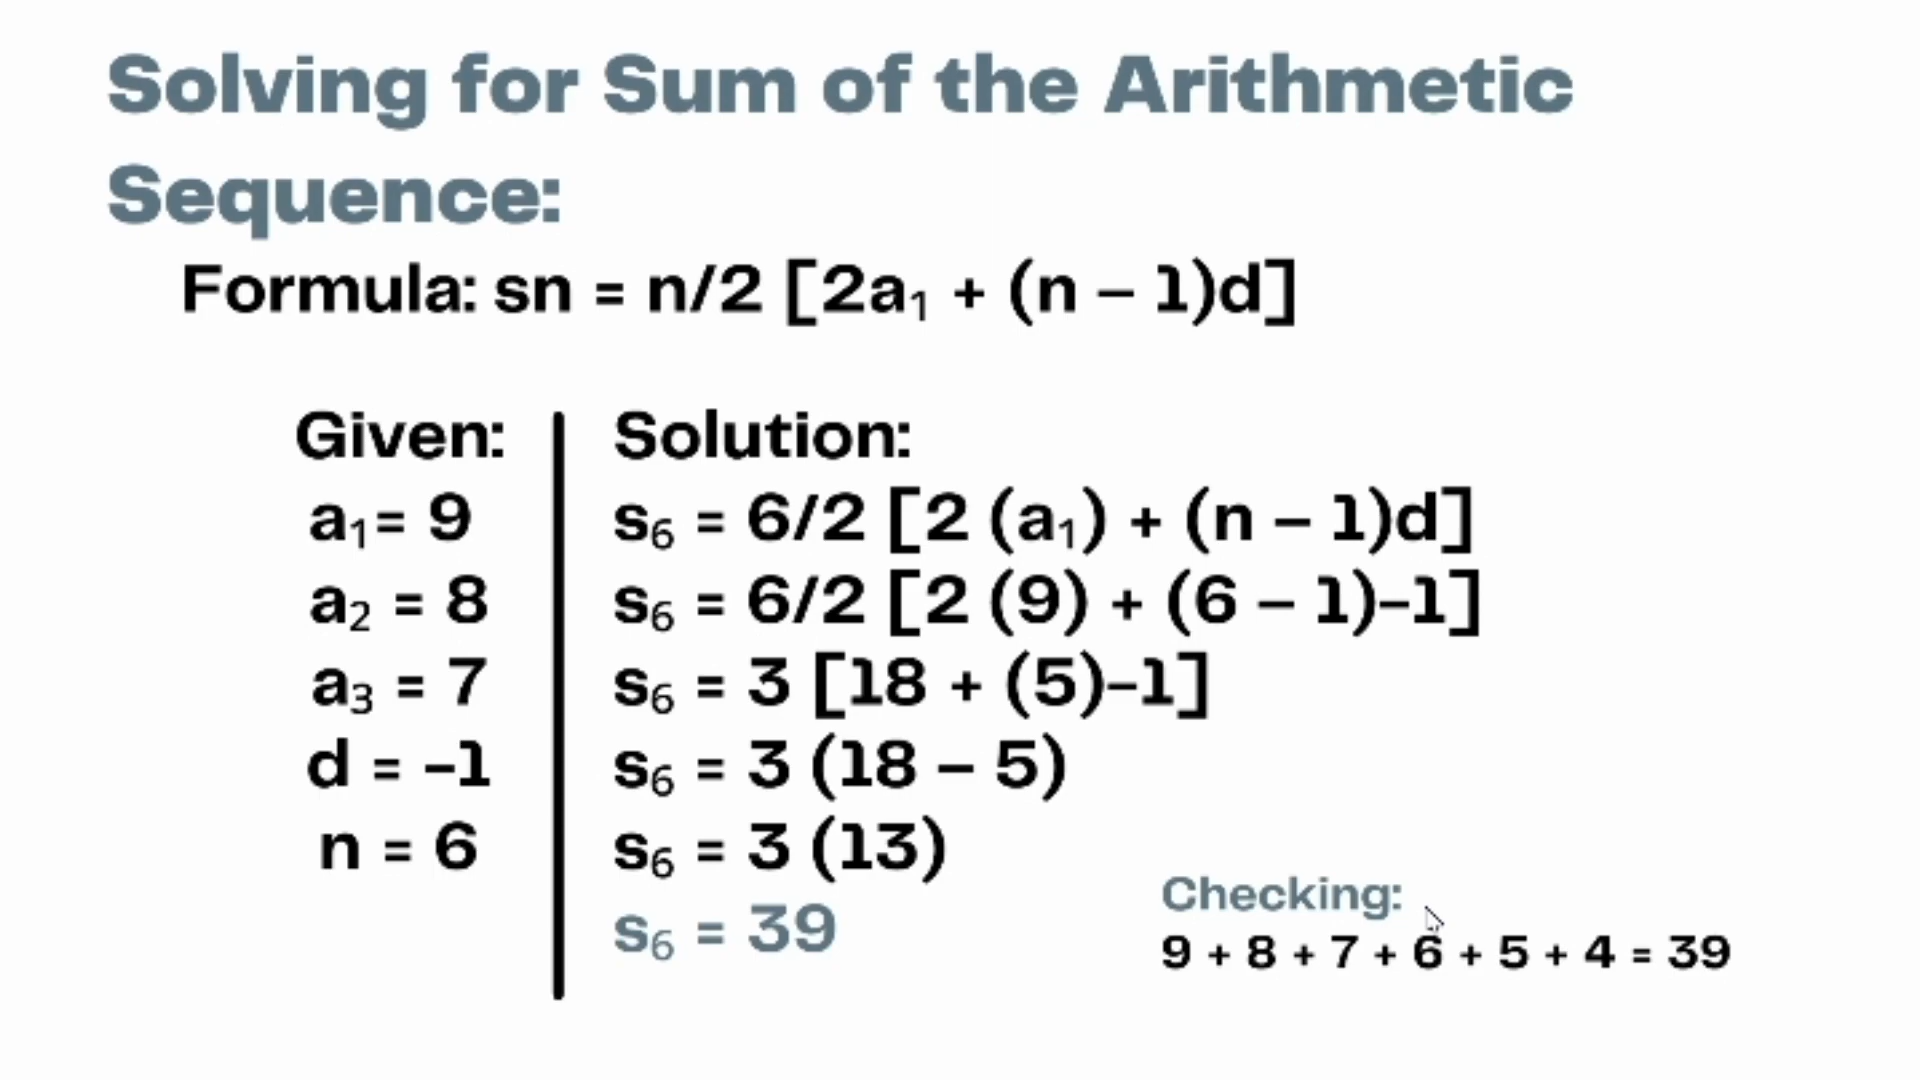 Solving for Sum of the Arithmetic
Sequence:
Formula: sn = n/2 [2a₁ + (n – 1)d]
Given:
a₁= 9
a₂ = 8
a₃ = 7
d = –1
n = 6
Solution:
s₆ = 6/2 [2 (a₁) + (n – 1)d]
s₆ = 6/2 [2 (9) + (6 – 1)–1]
s₆ = 3 [18 + (5)–1]
s₆ = 3 (18 – 5)
s₆ = 3 (13)
s₆ = 39
Checking:
9 + 8 + 7 + 6 + 5 + 4 = 39